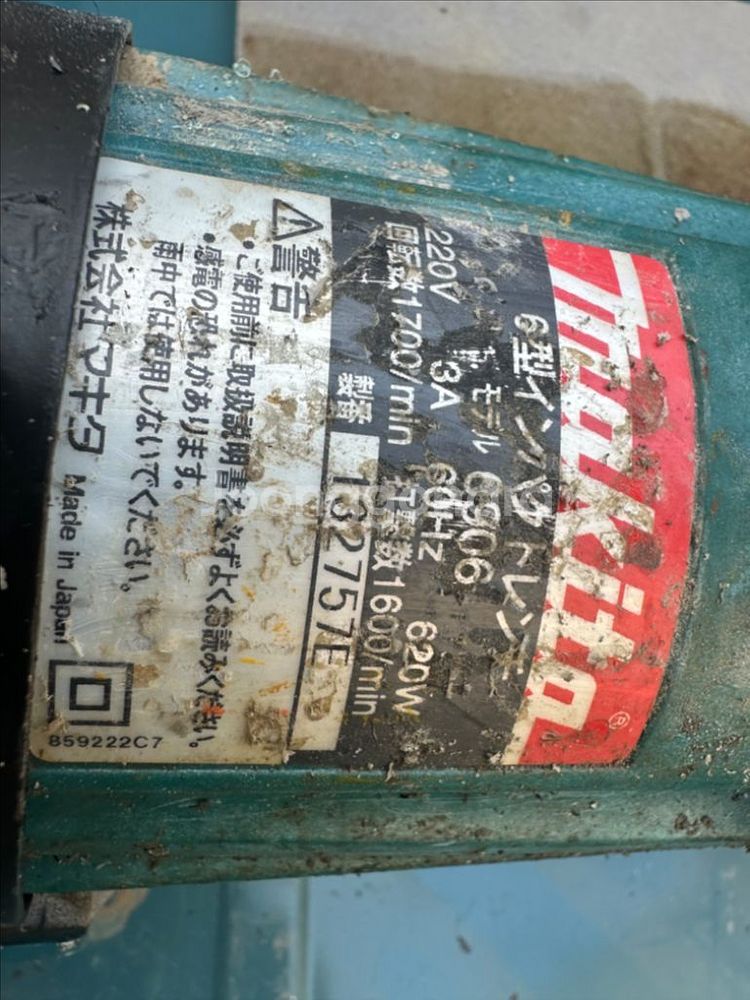 Makita®
6型インパクトレンチ
モデル 6906
220V 3A 60Hz 620W
回転数1700/min 打撃数1600/min
製造番号 132757E
⚠警告
・ご使用前に取扱説明書を必ずよくお読みください。
・感電の恐れがあります。
雨中では使用しないでください。
株式会社マキタ Made in Japan
859222C7